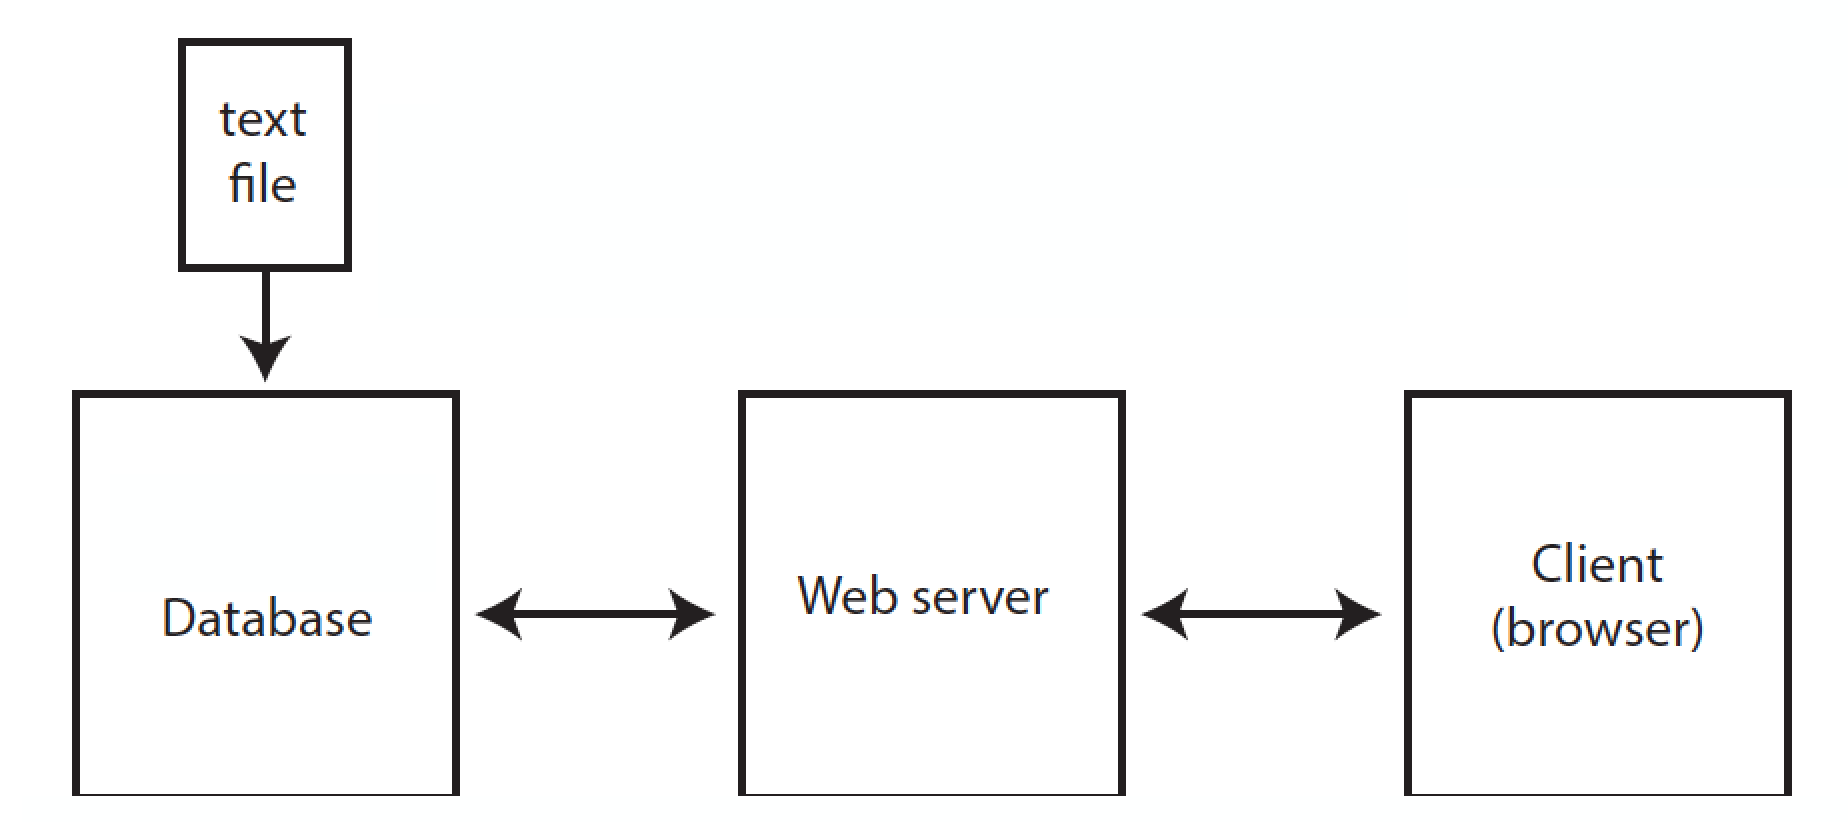 text
file
Database
Web server
Client
(browser)